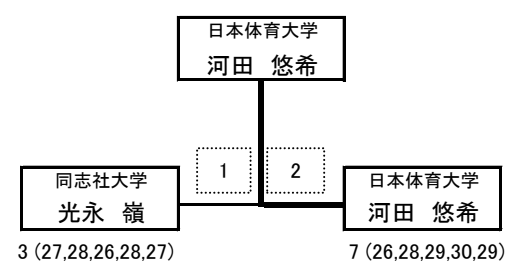 日本体育大学
河田　悠希
1
2
同志社大学
光永　嶺
日本体育大学
河田　悠希
3 (27,28,26,28,27)
7 (26,28,29,30,29)